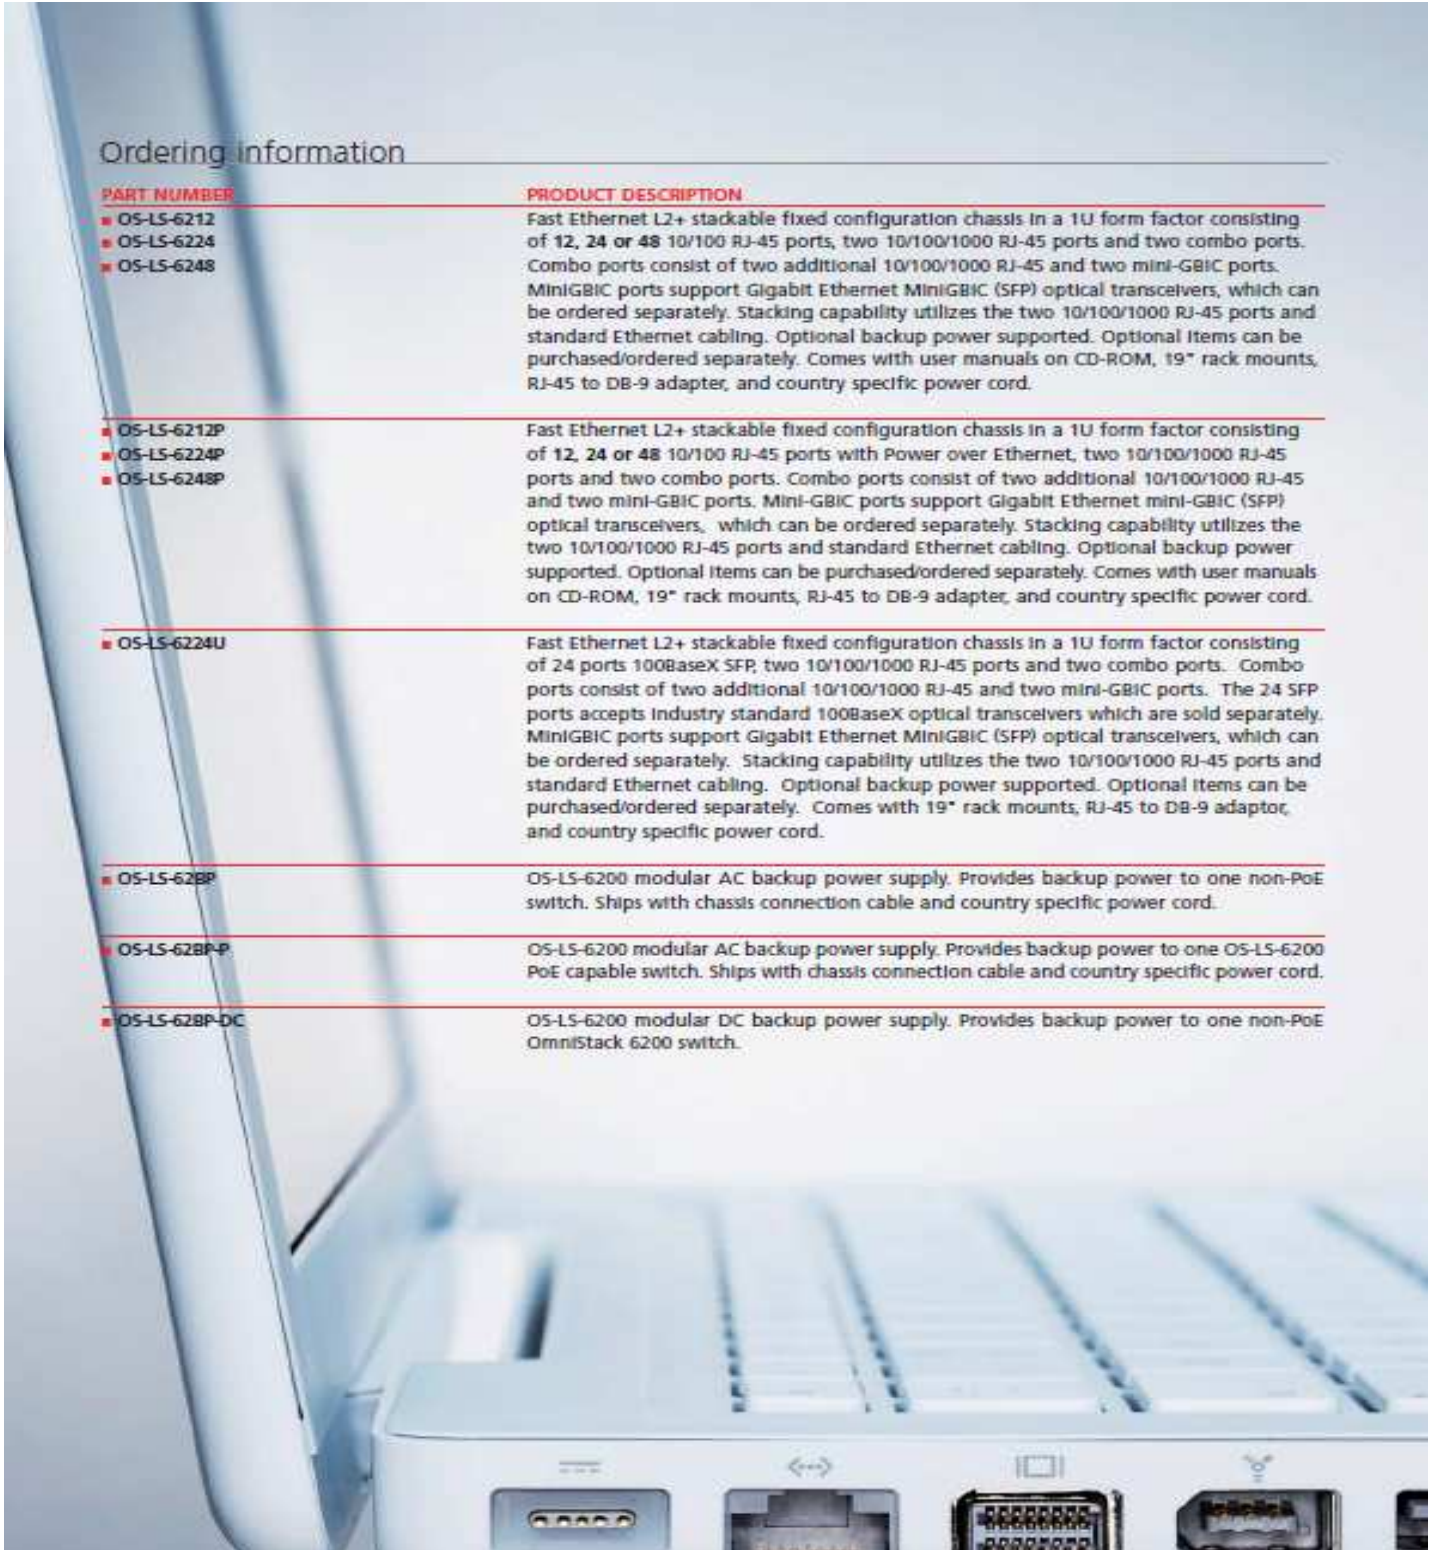 Ordering information
PART NUMBER PRODUCT DESCRIPTION
■ OS-LS-6212 Fast Ethernet L2+ stackable fixed configuration chassis in a 1U form factor consisting
■ OS-LS-6224 of 12, 24 or 48 10/100 RJ-45 ports, two 10/100/1000 RJ-45 ports and two combo ports.
■ OS-LS-6248 Combo ports consist of two additional 10/100/1000 RJ-45 and two mini-GBIC ports.
MiniGBIC ports support Gigabit Ethernet MiniGBIC (SFP) optical transceivers, which can
be ordered separately. Stacking capability utilizes the two 10/100/1000 RJ-45 ports and
standard Ethernet cabling. Optional backup power supported. Optional items can be
purchased/ordered separately. Comes with user manuals on CD-ROM, 19" rack mounts,
RJ-45 to DB-9 adapter, and country specific power cord.
■ OS-LS-6212P Fast Ethernet L2+ stackable fixed configuration chassis in a 1U form factor consisting
■ OS-LS-6224P of 12, 24 or 48 10/100 RJ-45 ports with Power over Ethernet, two 10/100/1000 RJ-45
■ OS-LS-6248P ports and two combo ports. Combo ports consist of two additional 10/100/1000 RJ-45
and two mini-GBIC ports. Mini-GBIC ports support Gigabit Ethernet mini-GBIC (SFP)
optical transceivers, which can be ordered separately. Stacking capability utilizes the
two 10/100/1000 RJ-45 ports and standard Ethernet cabling. Optional backup power
supported. Optional items can be purchased/ordered separately. Comes with user manuals
on CD-ROM, 19" rack mounts, RJ-45 to DB-9 adapter, and country specific power cord.
■ OS-LS-6224U Fast Ethernet L2+ stackable fixed configuration chassis in a 1U form factor consisting
of 24 ports 100BaseX SFP, two 10/100/1000 RJ-45 ports and two combo ports. Combo
ports consist of two additional 10/100/1000 RJ-45 and two mini-GBIC ports. The 24 SFP
ports accepts industry standard 100BaseX optical transceivers which are sold separately.
MiniGBIC ports support Gigabit Ethernet MiniGBIC (SFP) optical transceivers, which can
be ordered separately. Stacking capability utilizes the two 10/100/1000 RJ-45 ports and
standard Ethernet cabling. Optional backup power supported. Optional items can be
purchased/ordered separately. Comes with 19" rack mounts, RJ-45 to DB-9 adaptor,
and country specific power cord.
■ OS-LS-62BP OS-LS-6200 modular AC backup power supply. Provides backup power to one non-PoE
switch. Ships with chassis connection cable and country specific power cord.
■ OS-LS-62BP-P OS-LS-6200 modular AC backup power supply. Provides backup power to one OS-LS-6200
PoE capable switch. Ships with chassis connection cable and country specific power cord.
■ OS-LS-62BP-DC OS-LS-6200 modular DC backup power supply. Provides backup power to one non-PoE
OmniStack 6200 switch.